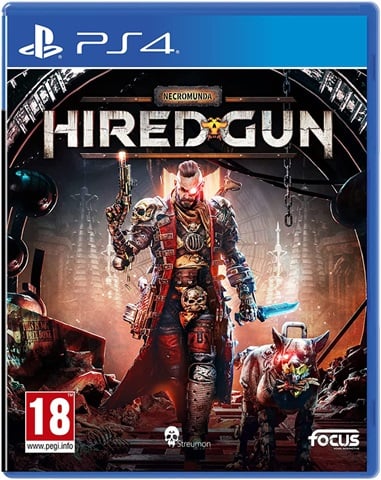 PS4
NECROMUNDA
HIRED GUN
18
www.pegi.info
Streumon
FOCUS